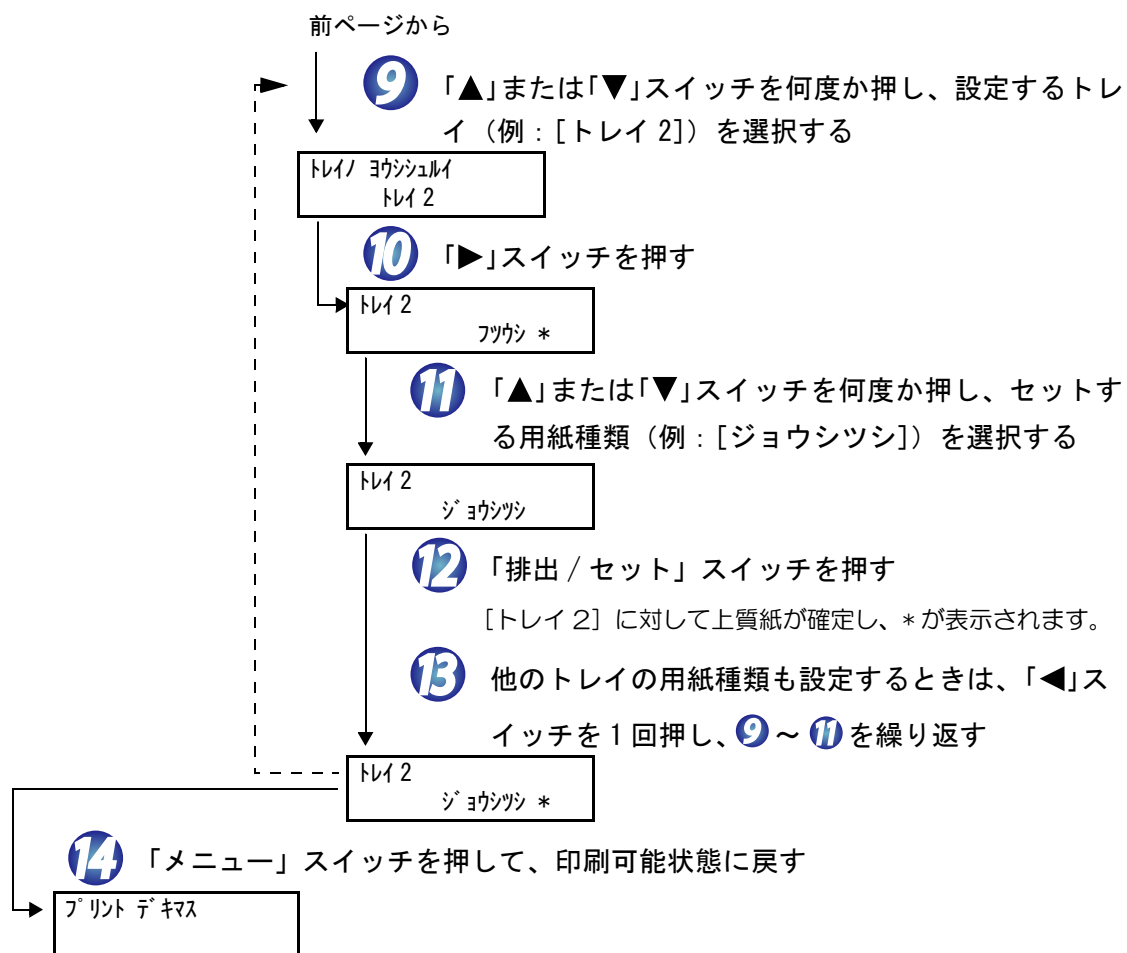 前ページから
9 「▲」または「▼」スイッチを何度か押し、設定するトレ
イ（例：[トレイ 2]）を選択する
ﾄﾚｲﾉ ﾖｳｼｼｭﾙｲ
ﾄﾚｲ 2
10 「▶」スイッチを押す
ﾄﾚｲ 2
ﾌﾂｳｼ *
11 「▲」または「▼」スイッチを何度か押し、セットす
る用紙種類（例：[ジョウシツシ]）を選択する
ﾄﾚｲ 2
ｼﾞｮｳｼﾂｼ
12 「排出 / セット」スイッチを押す
［トレイ 2］に対して上質紙が確定し、* が表示されます。
13 他のトレイの用紙種類も設定するときは、「◀」ス
イッチを 1 回押し、9 ～ 11 を繰り返す
ﾄﾚｲ 2
ｼﾞｮｳｼﾂｼ *
14 「メニュー」スイッチを押して、印刷可能状態に戻す
ﾌﾟﾘﾝﾄ ﾃﾞｷﾏｽ